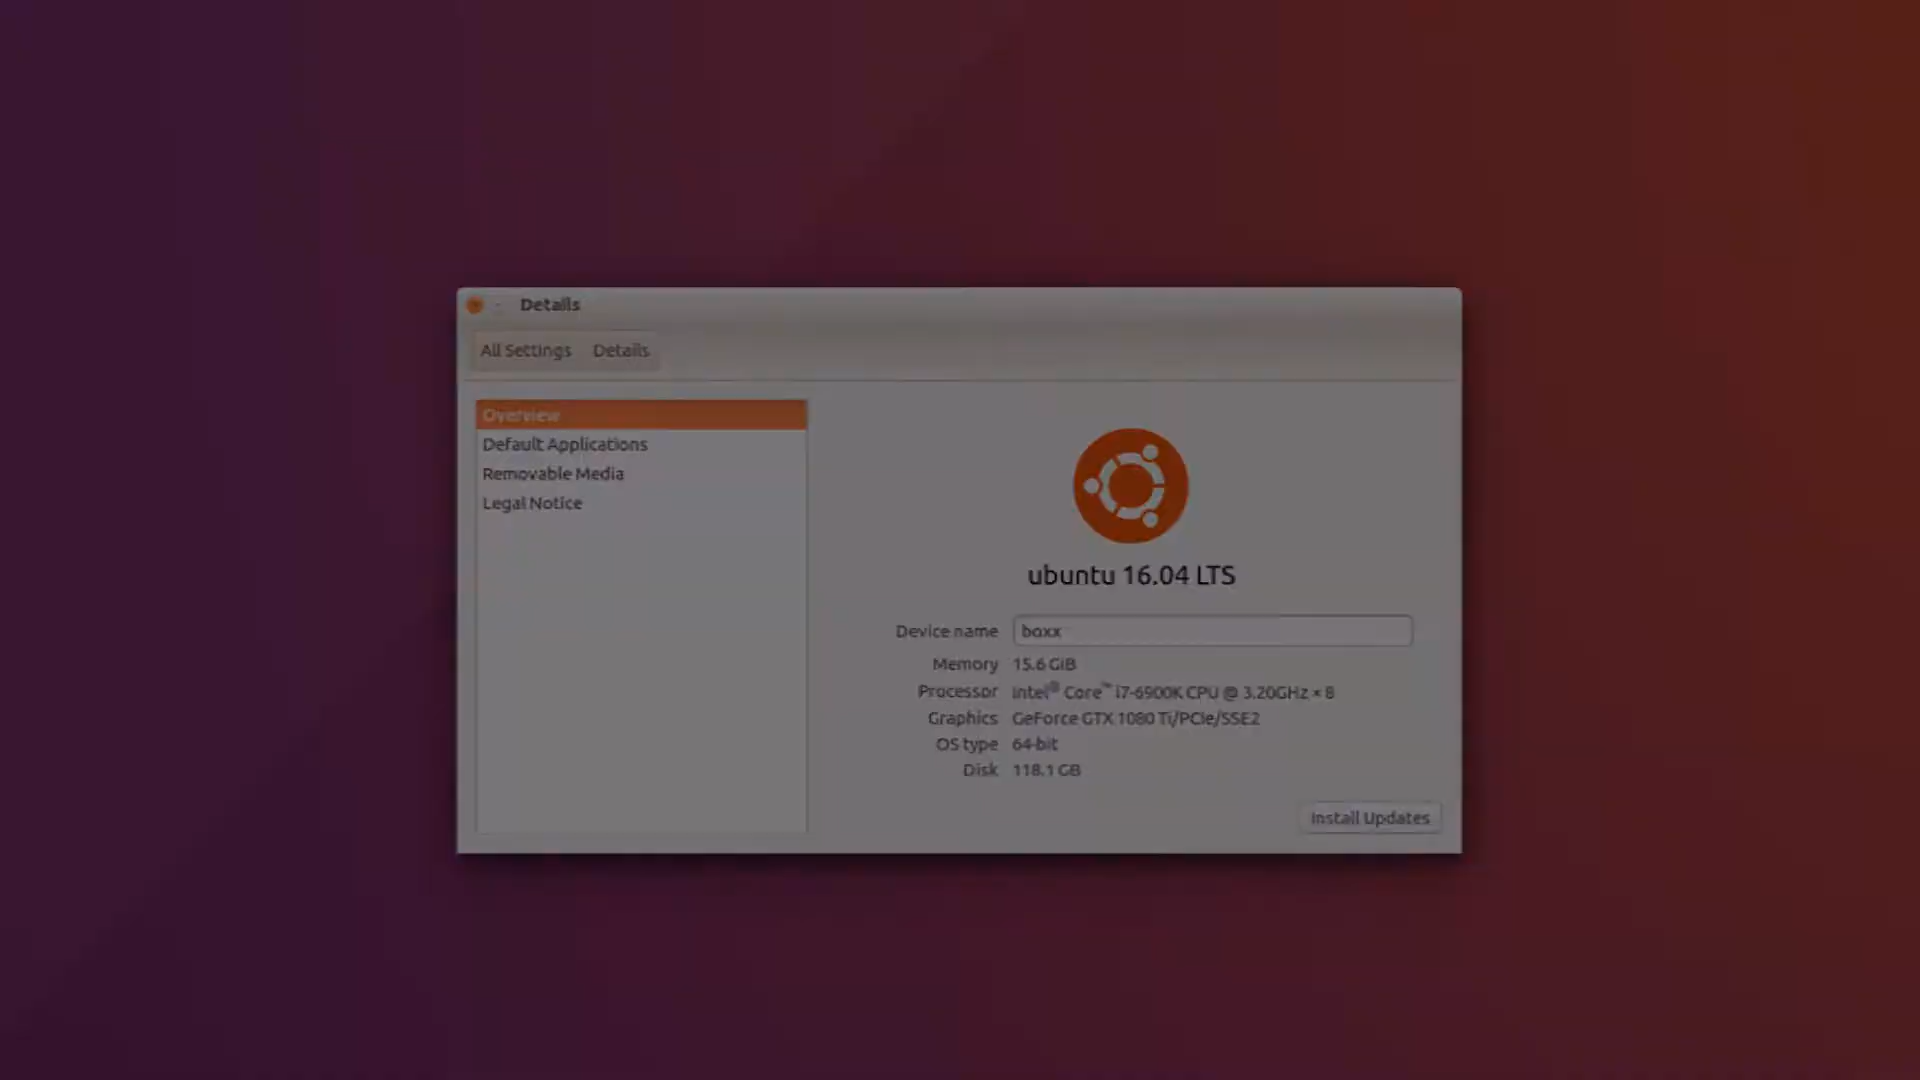 Details
All Settings Details
Overview
Default Applications
Removable Media
Legal Notice
ubuntu 16.04 LTS
Device name boxx
Memory 15.6 GiB
Processor Intel® Core™ i7-6900K CPU @ 3.20GHz × 8
Graphics GeForce GTX 1080 Ti/PCIe/SSE2
OS type 64-bit
Disk 118.1 GB
Install Updates